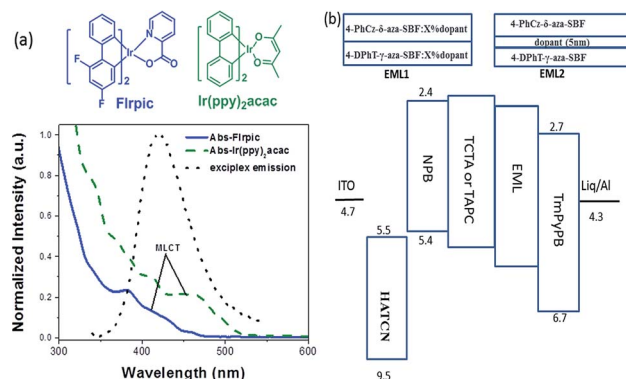 (a)
Ir
N
O
O
2
F
F
FIrpic
Ir
O
O
2
Ir(ppy)2acac
Normalized Intensity (a.u.)
1.0
0.8
0.6
0.4
0.2
0.0
Abs-FIrpic
Abs-Ir(ppy)2acac
exciplex emission
MLCT
300
400
500
600
Wavelength (nm)
(b)
4-PhCz-δ-aza-SBF:X%dopant
4-DPhT-γ-aza-SBF:X%dopant
EML1
4-PhCz-δ-aza-SBF
dopant (5nm)
4-DPhT-γ-aza-SBF
EML2
ITO
4.7
5.5
HATCN
9.5
2.4
NPB
5.4
TCTA or TAPC
EML
2.7
TmPyPB
6.7
Liq/Al
4.3